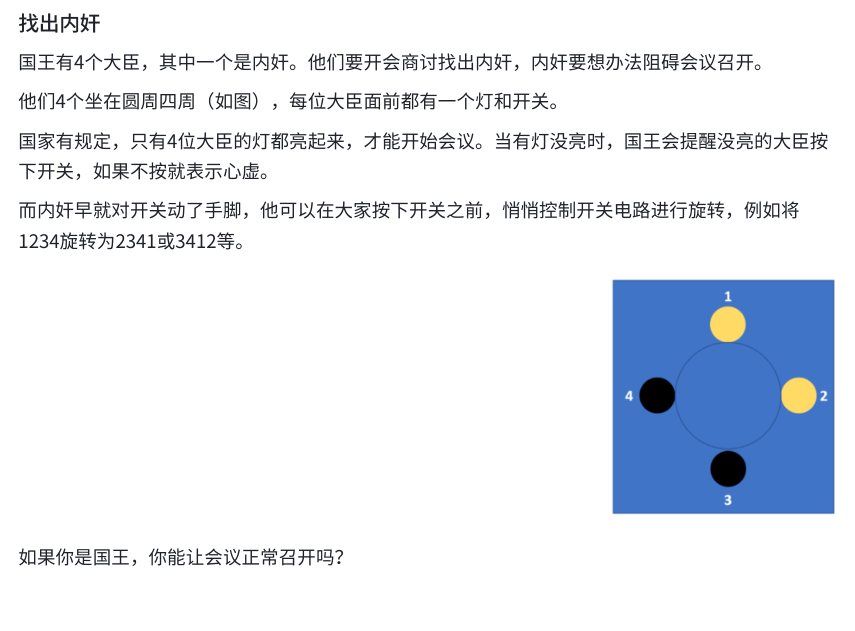 找出内奸
国王有4个大臣，其中一个是内奸。他们要开会商讨找出内奸，内奸要想办法阻碍会议召开。
他们4个坐在圆周四周（如图），每位大臣面前都有一个灯和开关。
国家有规定，只有4位大臣的灯都亮起来，才能开始会议。当有灯没亮时，国王会提醒没亮的大臣按
下开关，如果不按就表示心虚。
而内奸早就对开关动了手脚，他可以在大家按下开关之前，悄悄控制开关电路进行旋转，例如将
1234旋转为2341或3412等。
1
4
2
3
如果你是国王，你能让会议正常召开吗？